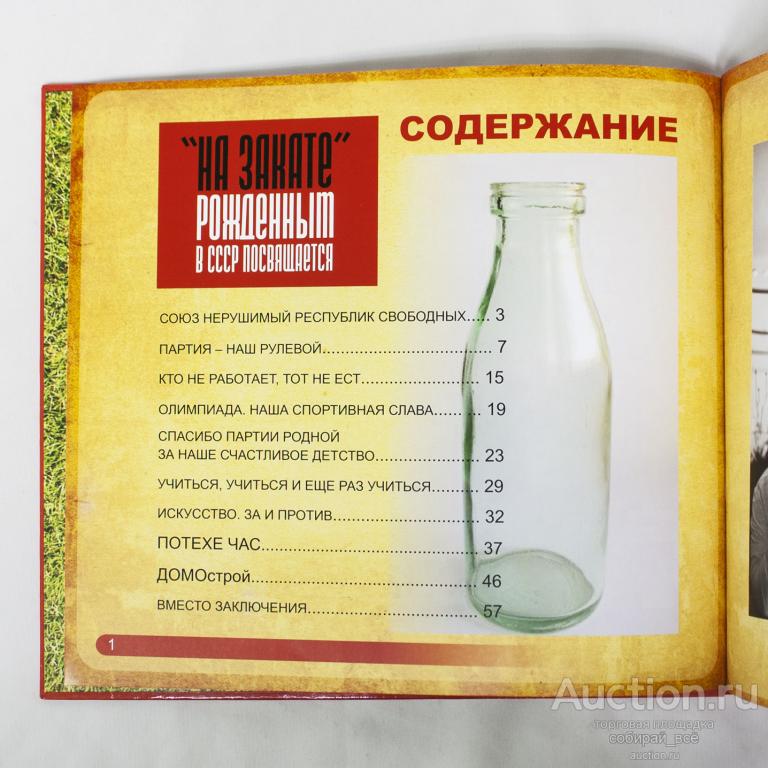 "НА ЗАКАТЕ"
РОЖДЕННЫМ
В СССР ПОСВЯЩАЕТСЯ
СОДЕРЖАНИЕ
СОЮЗ НЕРУШИМЫЙ РЕСПУБЛИК СВОБОДНЫХ..... 3
ПАРТИЯ – НАШ РУЛЕВОЙ.................................. 7
КТО НЕ РАБОТАЕТ, ТОТ НЕ ЕСТ........................ 15
ОЛИМПИАДА. НАША СПОРТИВНАЯ СЛАВА.......... 19
СПАСИБО ПАРТИИ РОДНОЙ
ЗА НАШЕ СЧАСТЛИВОЕ ДЕТСТВО..................... 23
УЧИТЬСЯ, УЧИТЬСЯ И ЕЩЕ РАЗ УЧИТЬСЯ.......... 29
ИСКУССТВО. ЗА И ПРОТИВ.............................. 32
ПОТЕХЕ ЧАС............................................ 37
ДОМОстрой.............................................. 46
ВМЕСТО ЗАКЛЮЧЕНИЯ................................... 57
1
Auction.ru
торговая площадка
собирай_всё
auction.ru